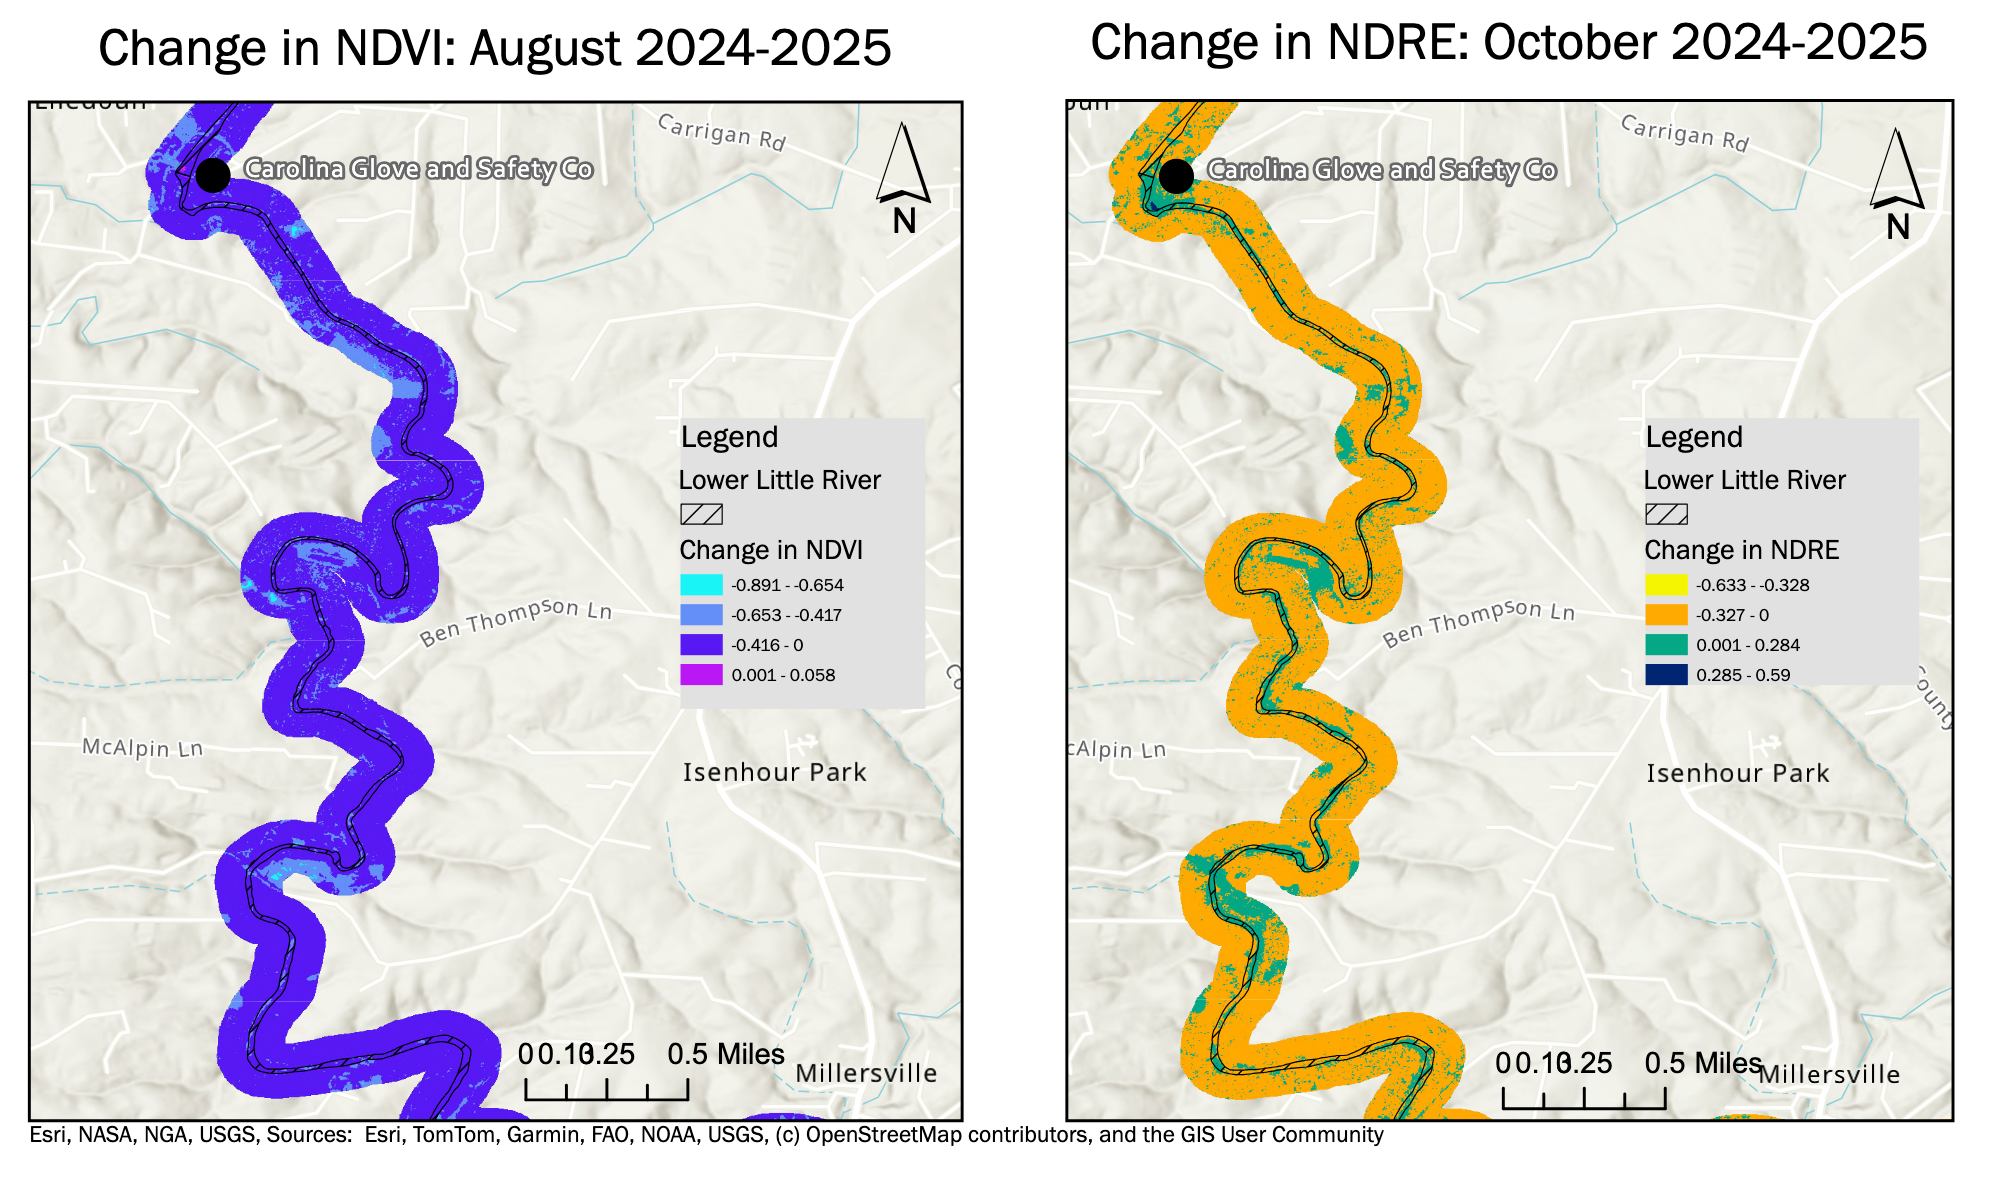 Change in NDVI: August 2024-2025
Carrigan Rd
Carolina Glove and Safety Co
N
Legend
Lower Little River
Change in NDVI
-0.891 - -0.654
-0.653 - -0.417
-0.416 - 0
0.001 - 0.058
Ben Thompson Ln
McAlpin Ln
Isenhour Park
0 0.13 0.25 0.5 Miles
Millersville
Change in NDRE: October 2024-2025
Carrigan Rd
Carolina Glove and Safety Co
N
Legend
Lower Little River
Change in NDRE
-0.633 - -0.328
-0.327 - 0
0.001 - 0.284
0.285 - 0.59
Ben Thompson Ln
County
cAlpin Ln
Isenhour Park
0 0.13 0.25 0.5 Miles
Millersville
Esri, NASA, NGA, USGS, Sources: Esri, TomTom, Garmin, FAO, NOAA, USGS, (c) OpenStreetMap contributors, and the GIS User Community